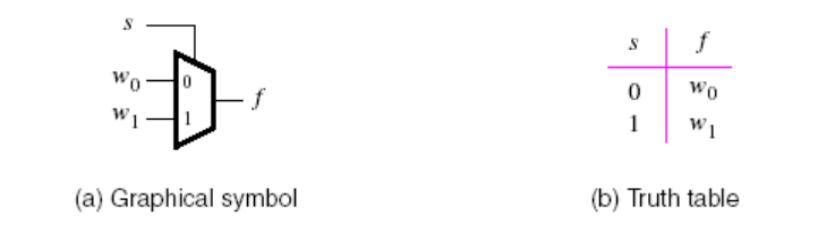 s
w0
0
w1
1
f
s f
0 w0
1 w1
(a) Graphical symbol
(b) Truth table